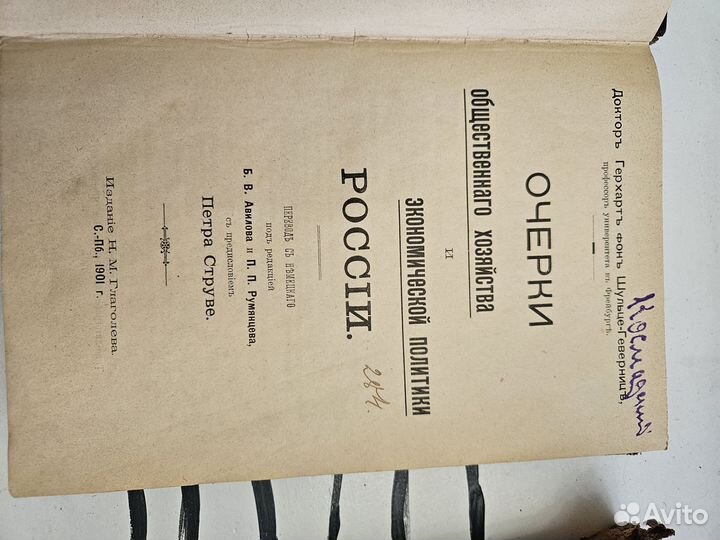 Докторъ Герхартъ фонъ Шульце-Геверницъ,
профессоръ университета въ Фрейбургѣ.
ОЧЕРКИ
общественнаго хозяйства
и
экономической политики
РОССІИ.
284.
ПЕРЕВОДЪ СЪ НѢМЕЦКАГО
подъ редакціей
Б. В. Авилова и П. П. Румянцева,
съ предисловіемъ
Петра Струве.
Изданіе Н. М. Глаголева.
С.-Пб., 1901 г.
Avito